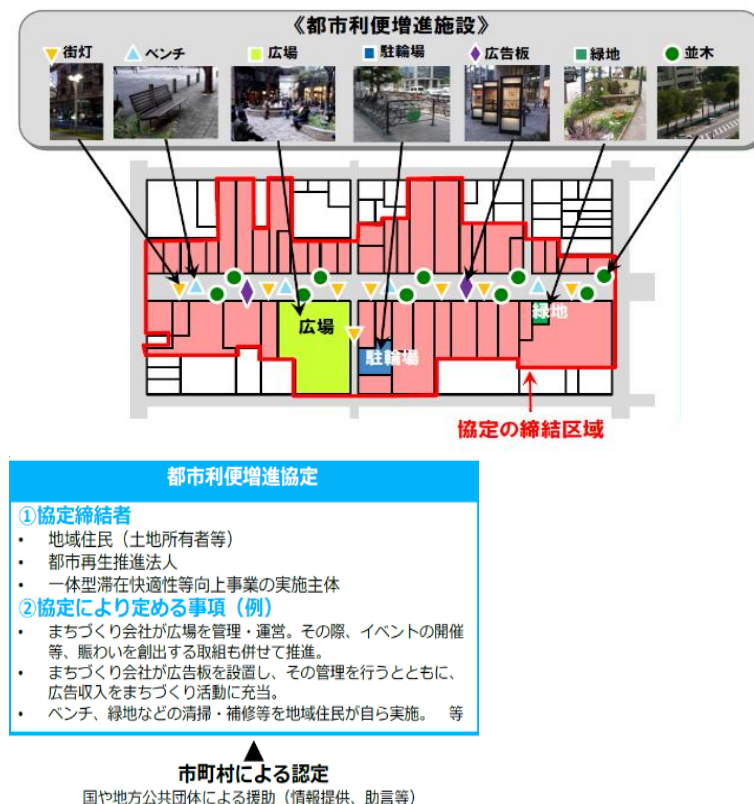 《都市利便増進施設》
街灯 ベンチ 広場 駐輪場 広告板 緑地 並木
緑地
広場
駐輪場
協定の締結区域
都市利便増進協定
①協定締結者
• 地域住民（土地所有者等）
• 都市再生推進法人
• 一体型滞在快適性等向上事業の実施主体
②協定により定める事項（例）
• まちづくり会社が広場を管理・運営。その際、イベントの開催
等、賑わいを創出する取組も併せて推進。
• まちづくり会社が広告板を設置し、その管理を行うとともに、
広告収入をまちづくり活動に充当。
• ベンチ、緑地などの清掃・補修等を地域住民が自ら実施。 等
市町村による認定
国や地方公共団体による援助（情報提供、助言等）